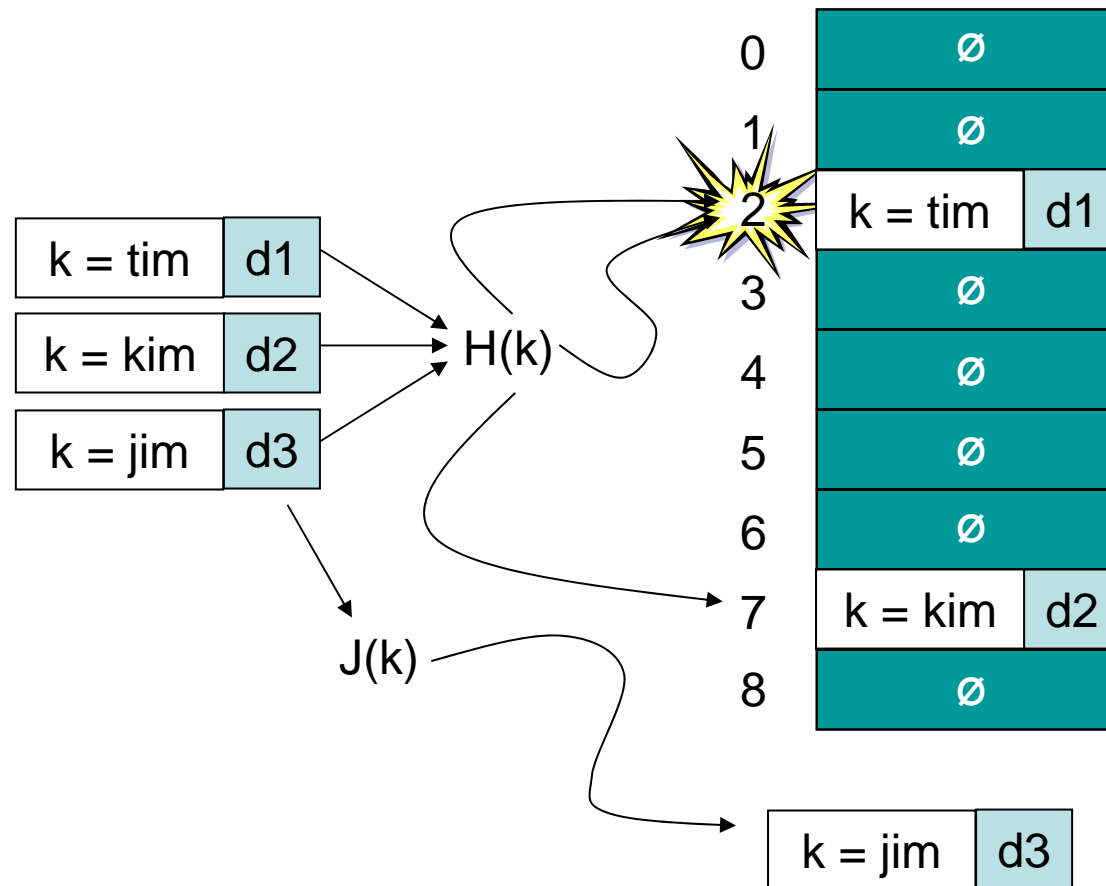 0 ø
1 ø
2 k = tim d1
3 ø
4 ø
5 ø
6 ø
7 k = kim d2
8 ø
k = tim d1
k = kim d2
k = jim d3
H(k)
J(k)
k = jim d3